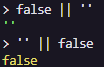 > false || ''
''
> '' || false
false